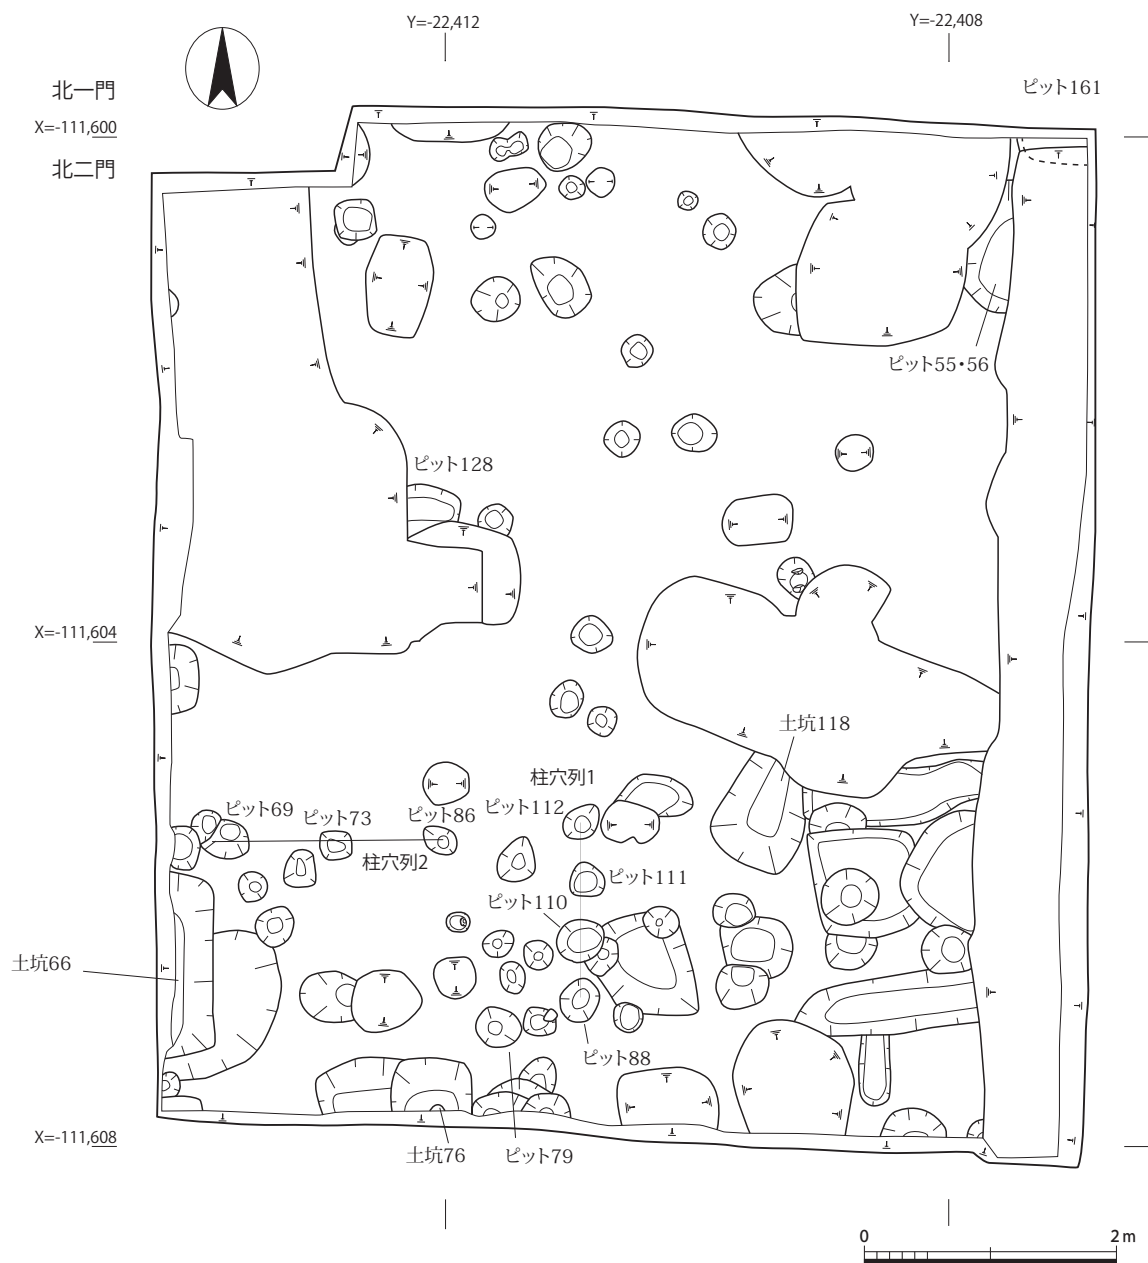 Y=-22,412
Y=-22,408
ピット161
北一門
X=-111,600
北二門
ピット55・56
ピット128
X=-111,604
土坑118
柱穴列1
ピット69
ピット73
ピット86
ピット112
柱穴列2
ピット111
ピット110
土坑66
ピット88
X=-111,608
土坑76
ピット79
0
2m